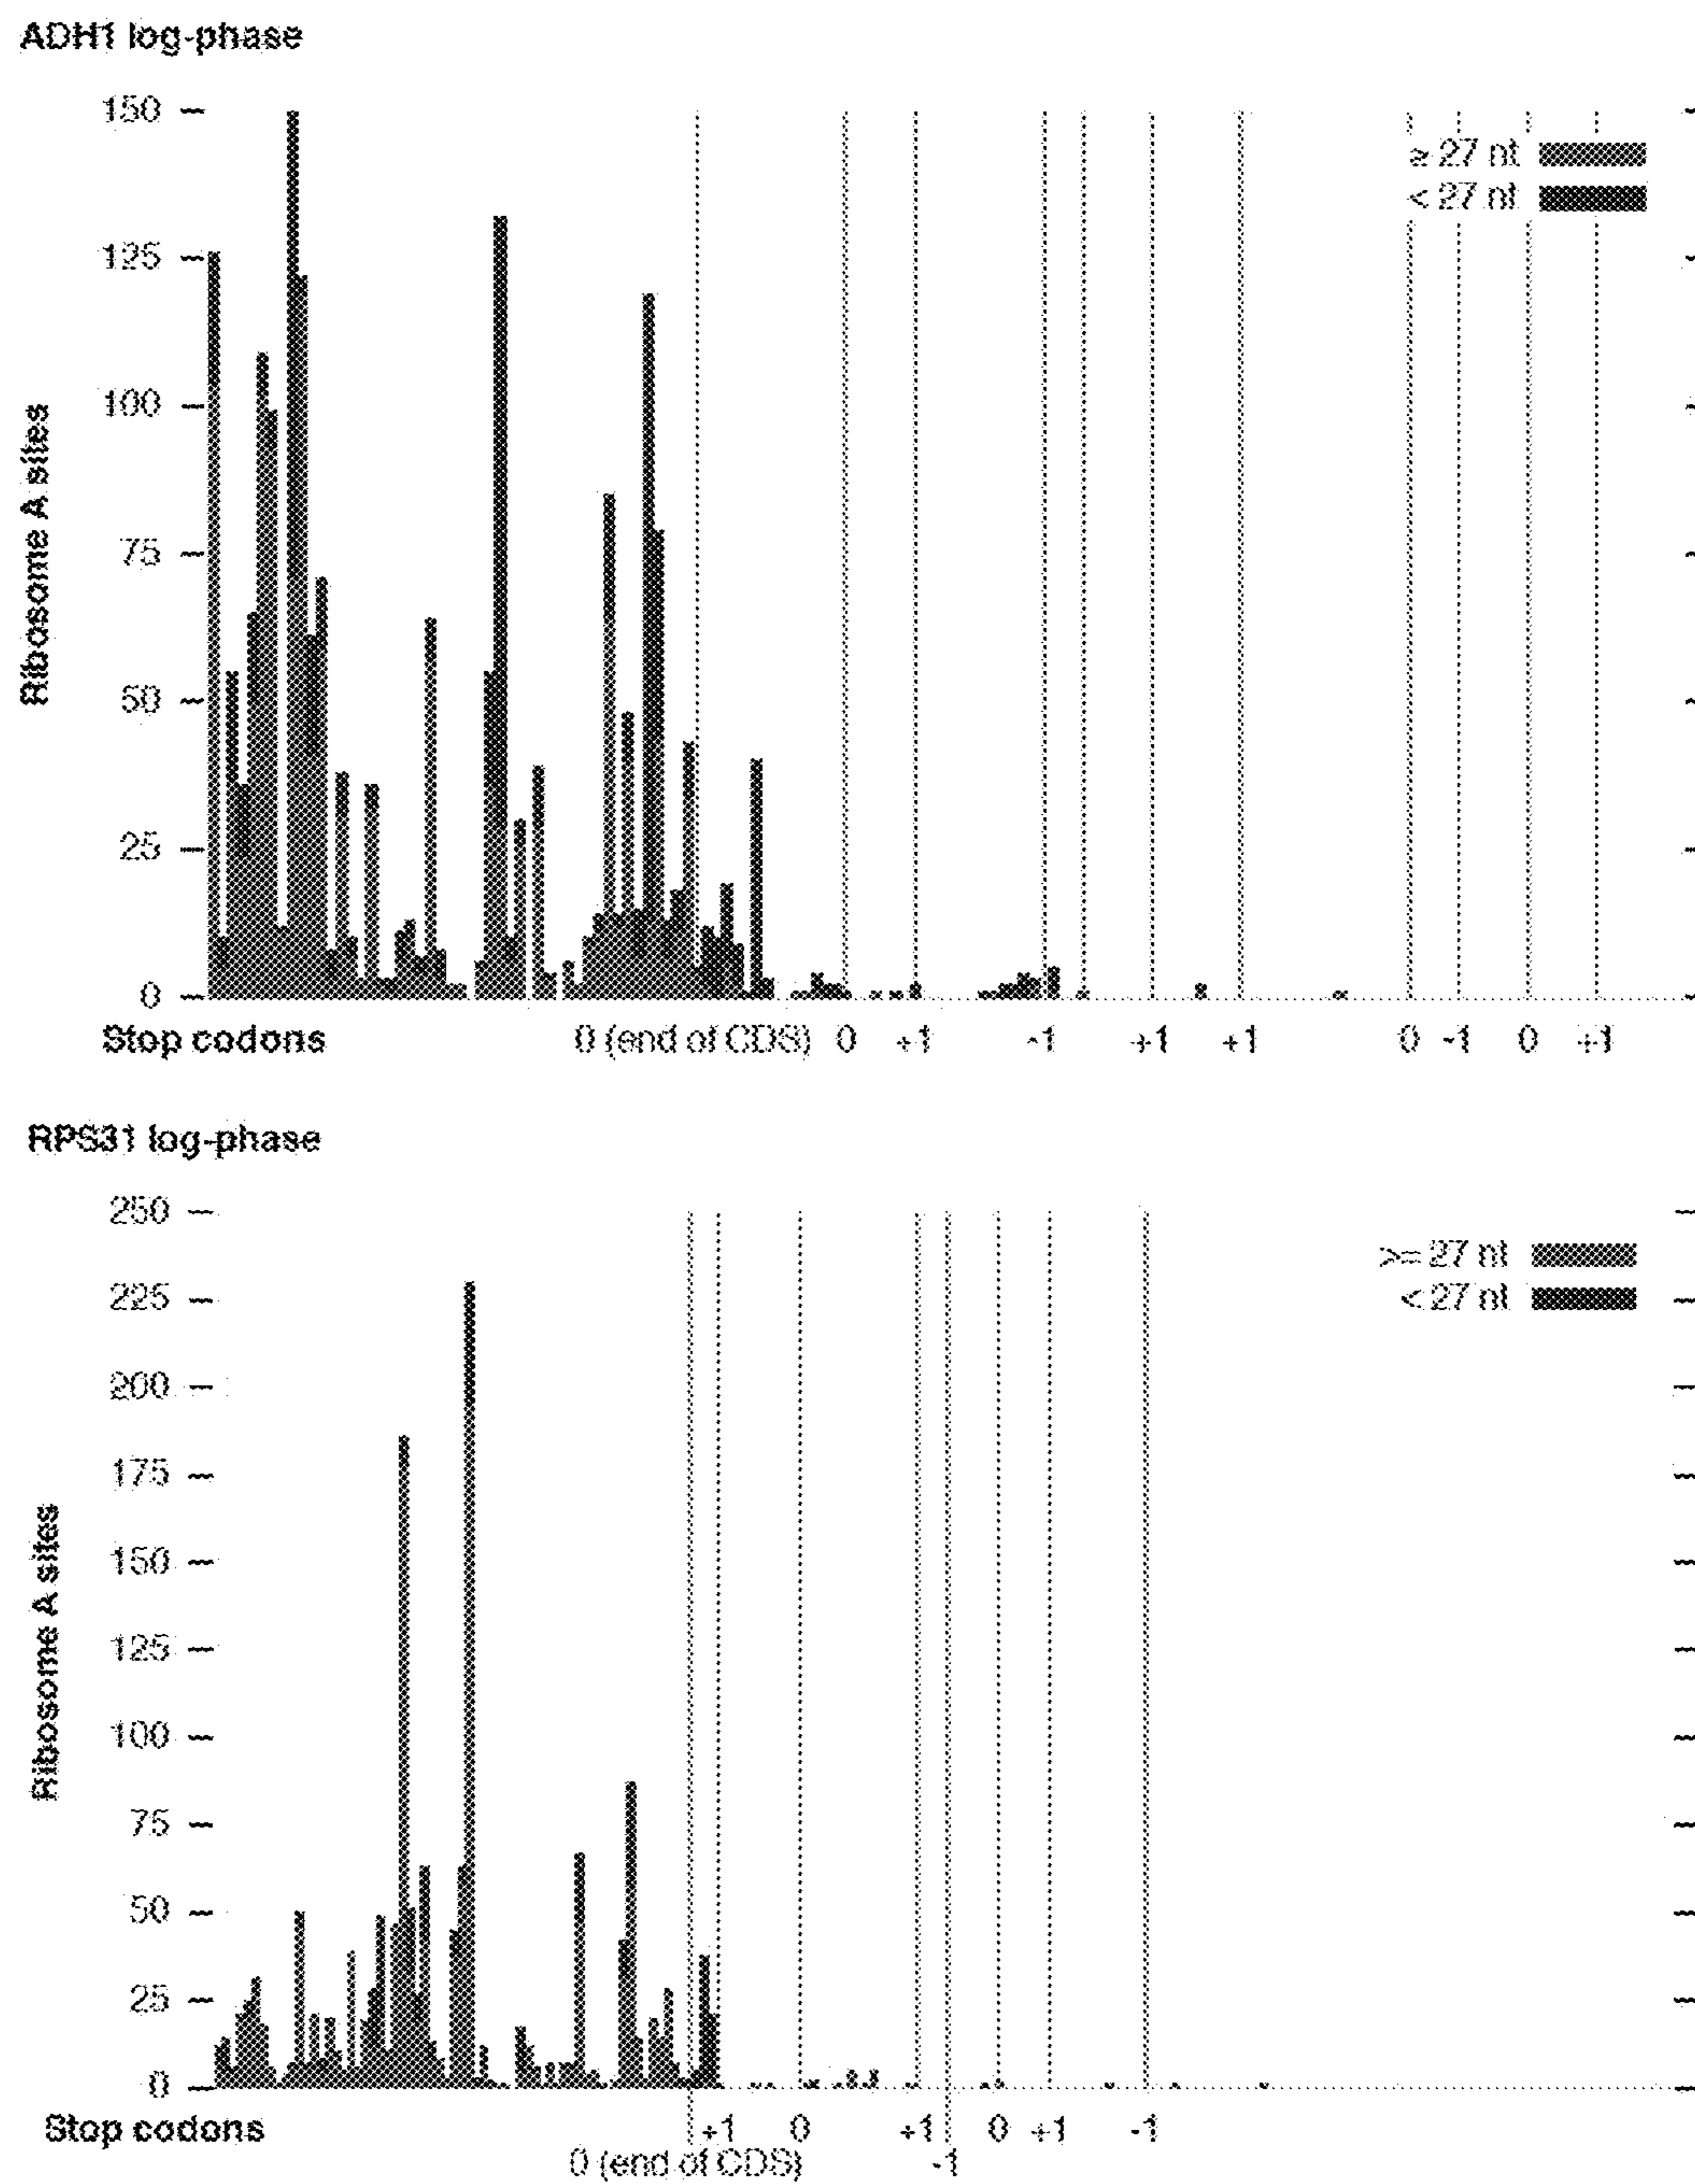 ADH1 log-phase
150
≥ 27 nt
< 27 nt
125
100
75
50
25
0
Ribosome A sites
Stop codons 0 (end of CDS) 0 +1 -1 +1 +1 0 -1 0 +1
RPS31 log-phase
250
>= 27 nt
225
< 27 nt
200
175
150
125
100
75
50
25
0
Ribosome A sites
Stop codons +1 0 +1 0 +1 -1
0 (end of CDS) -1